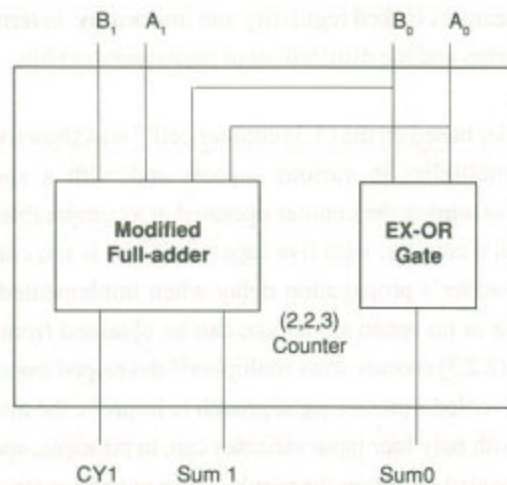 B₁ A₁ B₀ A₀
Modified
Full-adder
EX-OR
Gate
(2,2,3)
Counter
CY1 Sum 1 Sum0